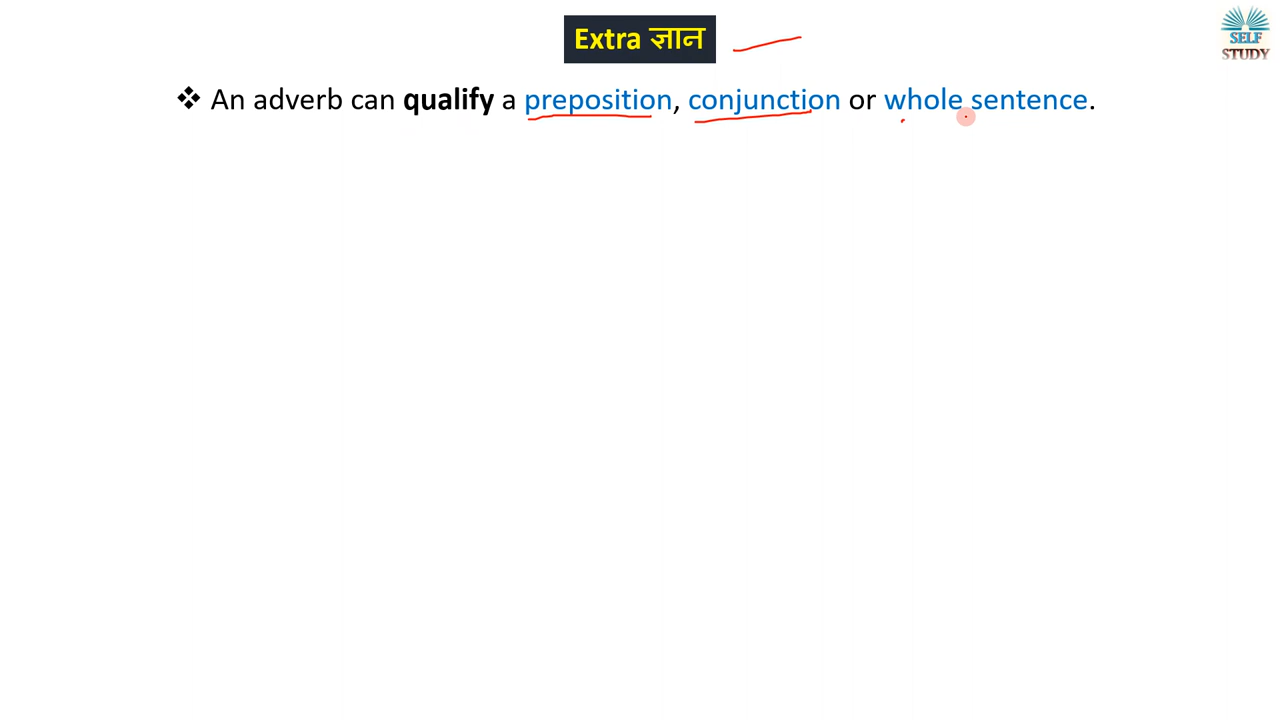 Extra ज्ञान
SELF
STUDY
❖ An adverb can qualify a preposition, conjunction or whole sentence.